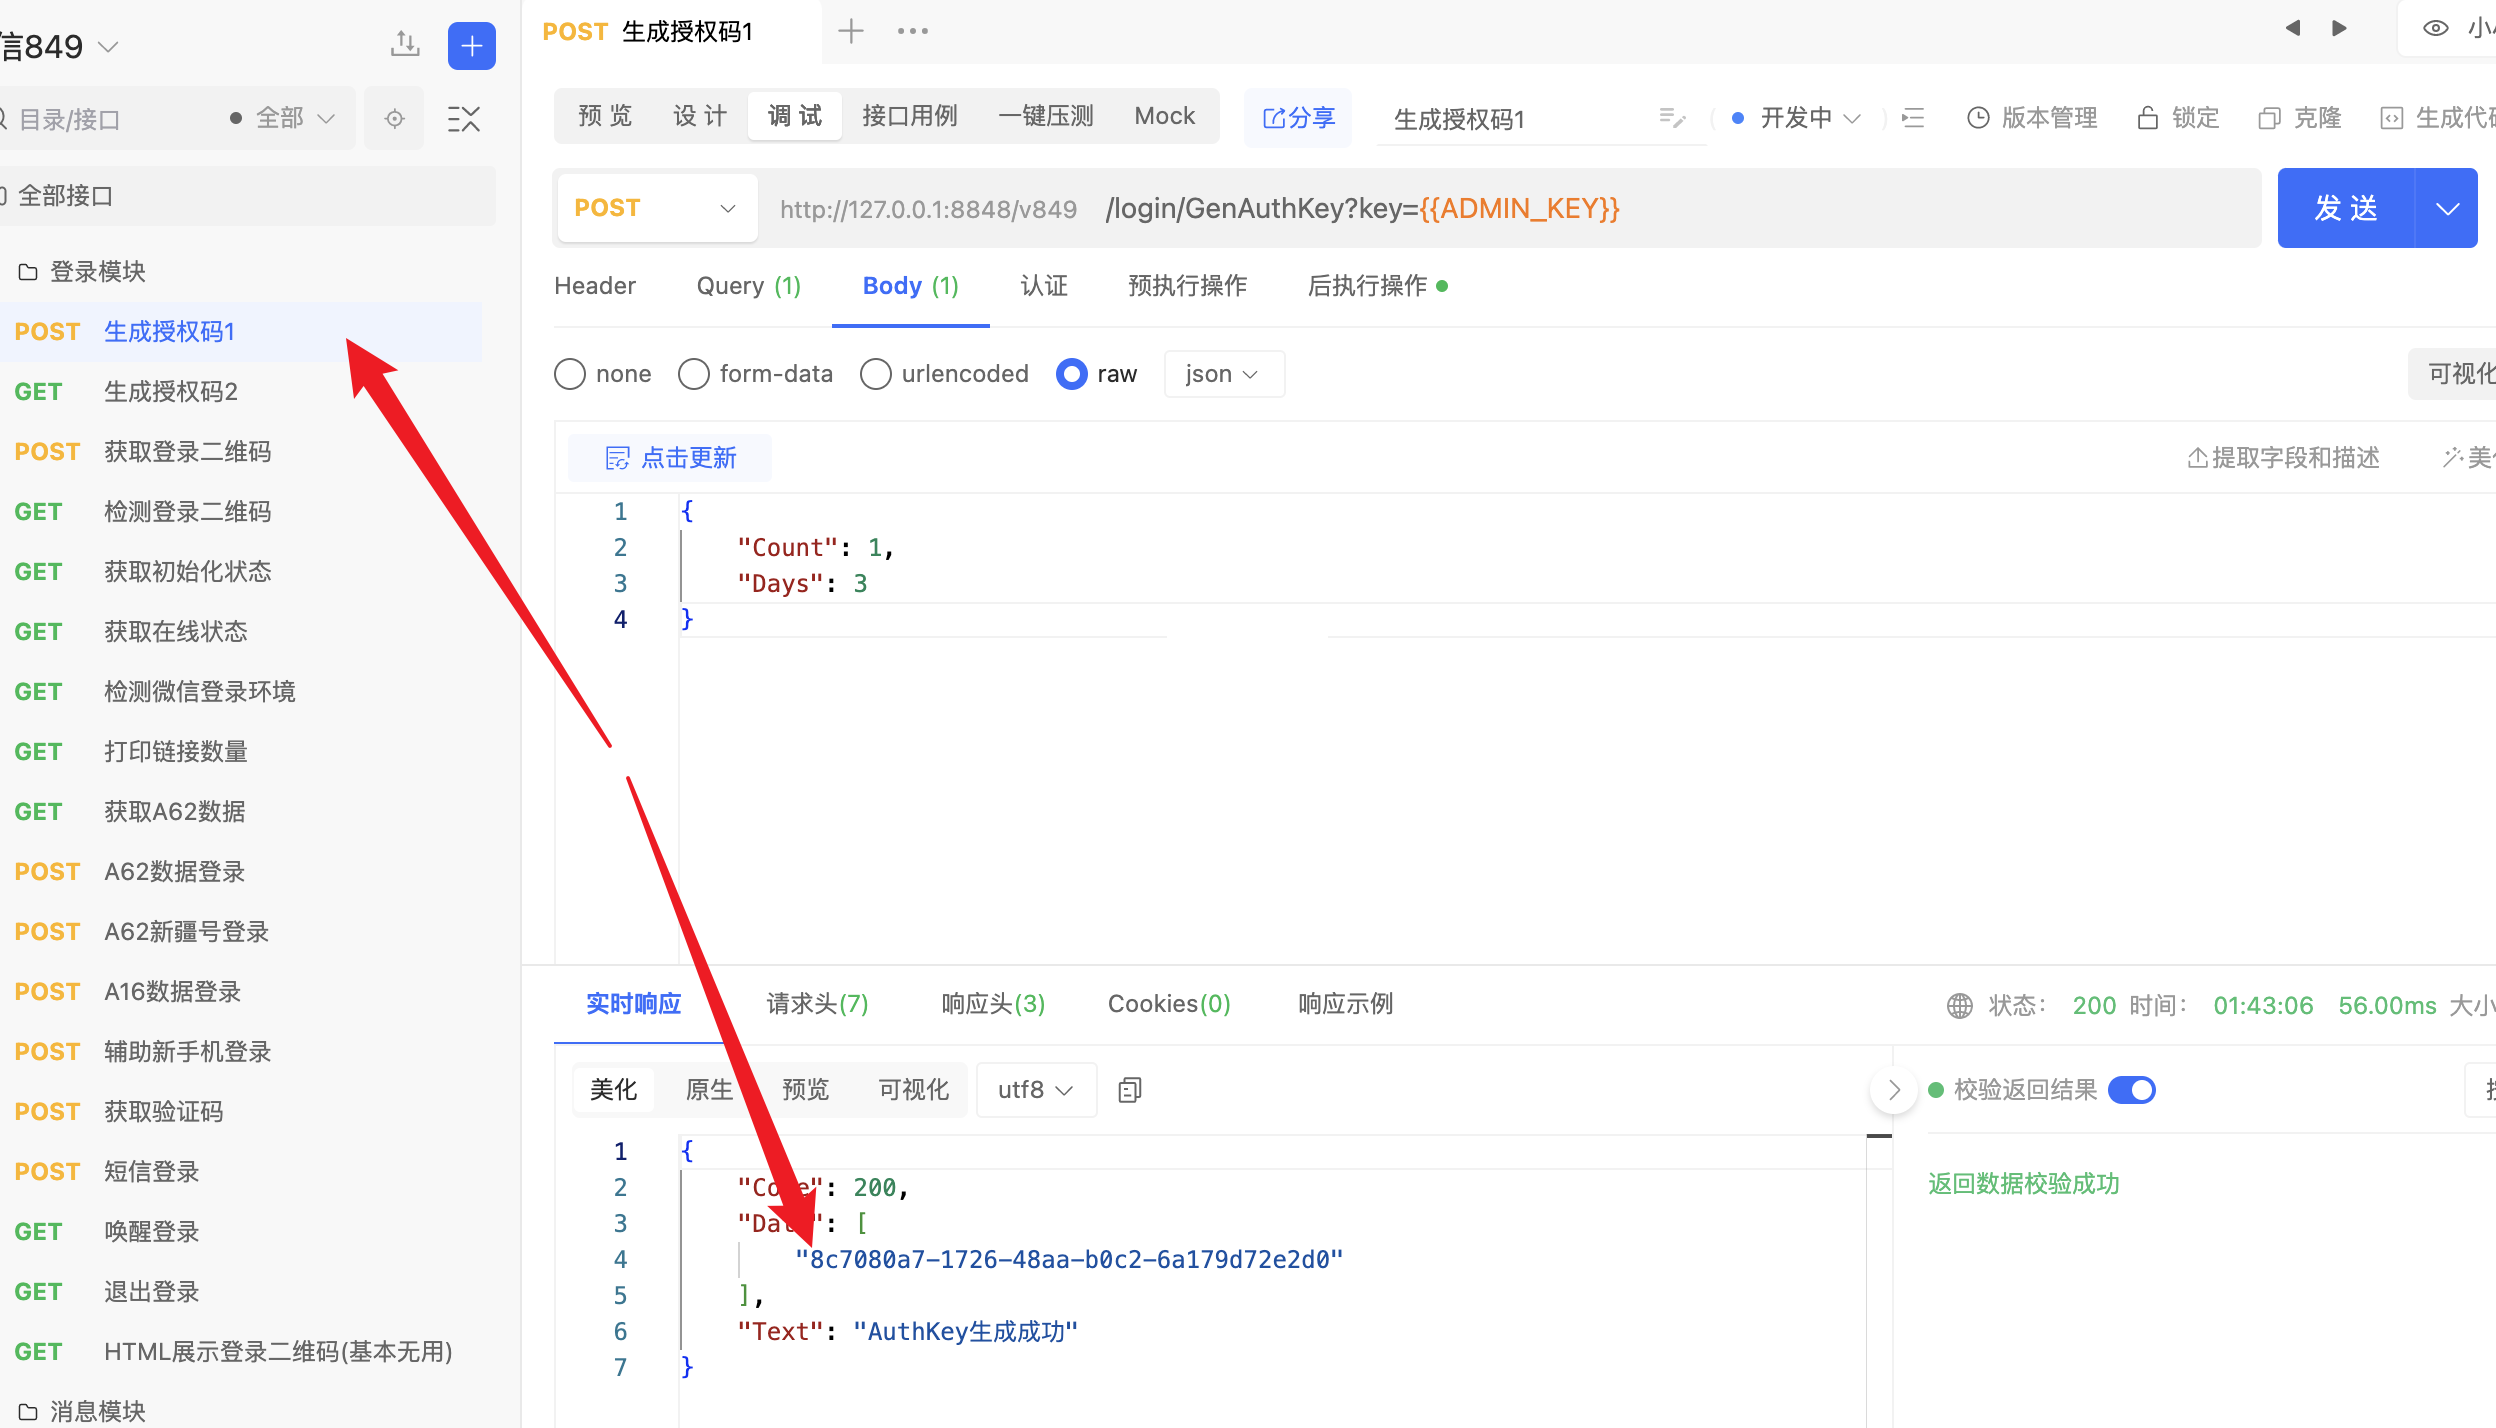 信849
目录/接口
全部
全部接口
登录模块
POST 生成授权码1
GET 生成授权码2
POST 获取登录二维码
GET 检测登录二维码
GET 获取初始化状态
GET 获取在线状态
GET 检测微信登录环境
GET 打印链接数量
GET 获取A62数据
POST A62数据登录
POST A62新疆号登录
POST A16数据登录
POST 辅助新手机登录
POST 获取验证码
POST 短信登录
GET 唤醒登录
GET 退出登录
GET HTML展示登录二维码(基本无用)
消息模块
POST 生成授权码1
小
预 览 设 计 调 试 接口用例 一键压测 Mock
分享
生成授权码1
开发中
版本管理 锁定 克隆 生成代码
POST http://127.0.0.1:8848/v849 /login/GenAuthKey?key={{ADMIN_KEY}}
发 送
Header Query (1) Body (1) 认证 预执行操作 后执行操作
none form-data urlencoded raw json
可视化
点击更新
提取字段和描述 美
1 {
2 "Count": 1,
3 "Days": 3
4 }
实时响应 请求头(7) 响应头(3) Cookies(0) 响应示例
状态： 200 时间： 01:43:06 56.00ms 大小
美化 原生 预览 可视化 utf8
校验返回结果
返回数据校验成功
1 {
2 "Code": 200,
3 "Data": [
4 "8c7080a7-1726-48aa-b0c2-6a179d72e2d0"
5 ],
6 "Text": "AuthKey生成成功"
7 }